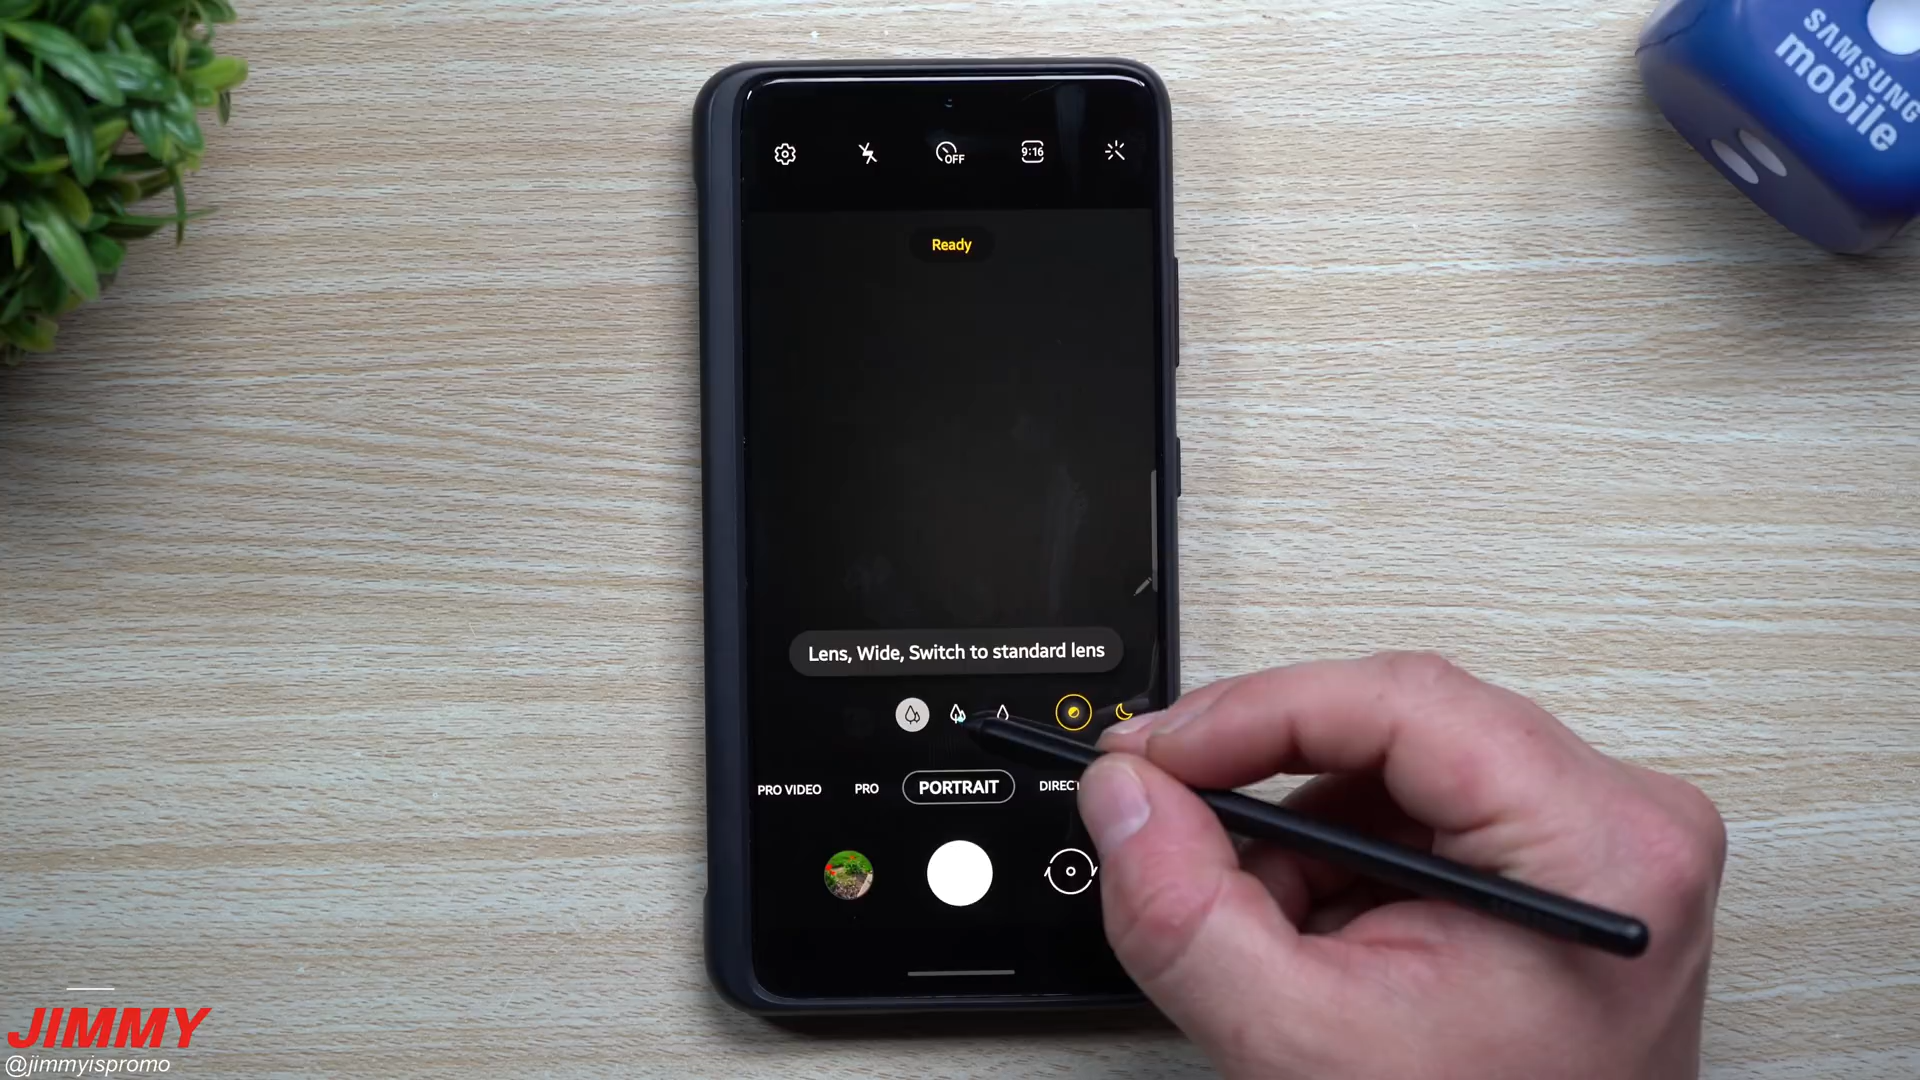 SAMSUNG
mobile
OFF
9:16
Ready
Lens, Wide, Switch to standard lens
PRO VIDEO
PRO
PORTRAIT
JIMMY
@jimmyispromo